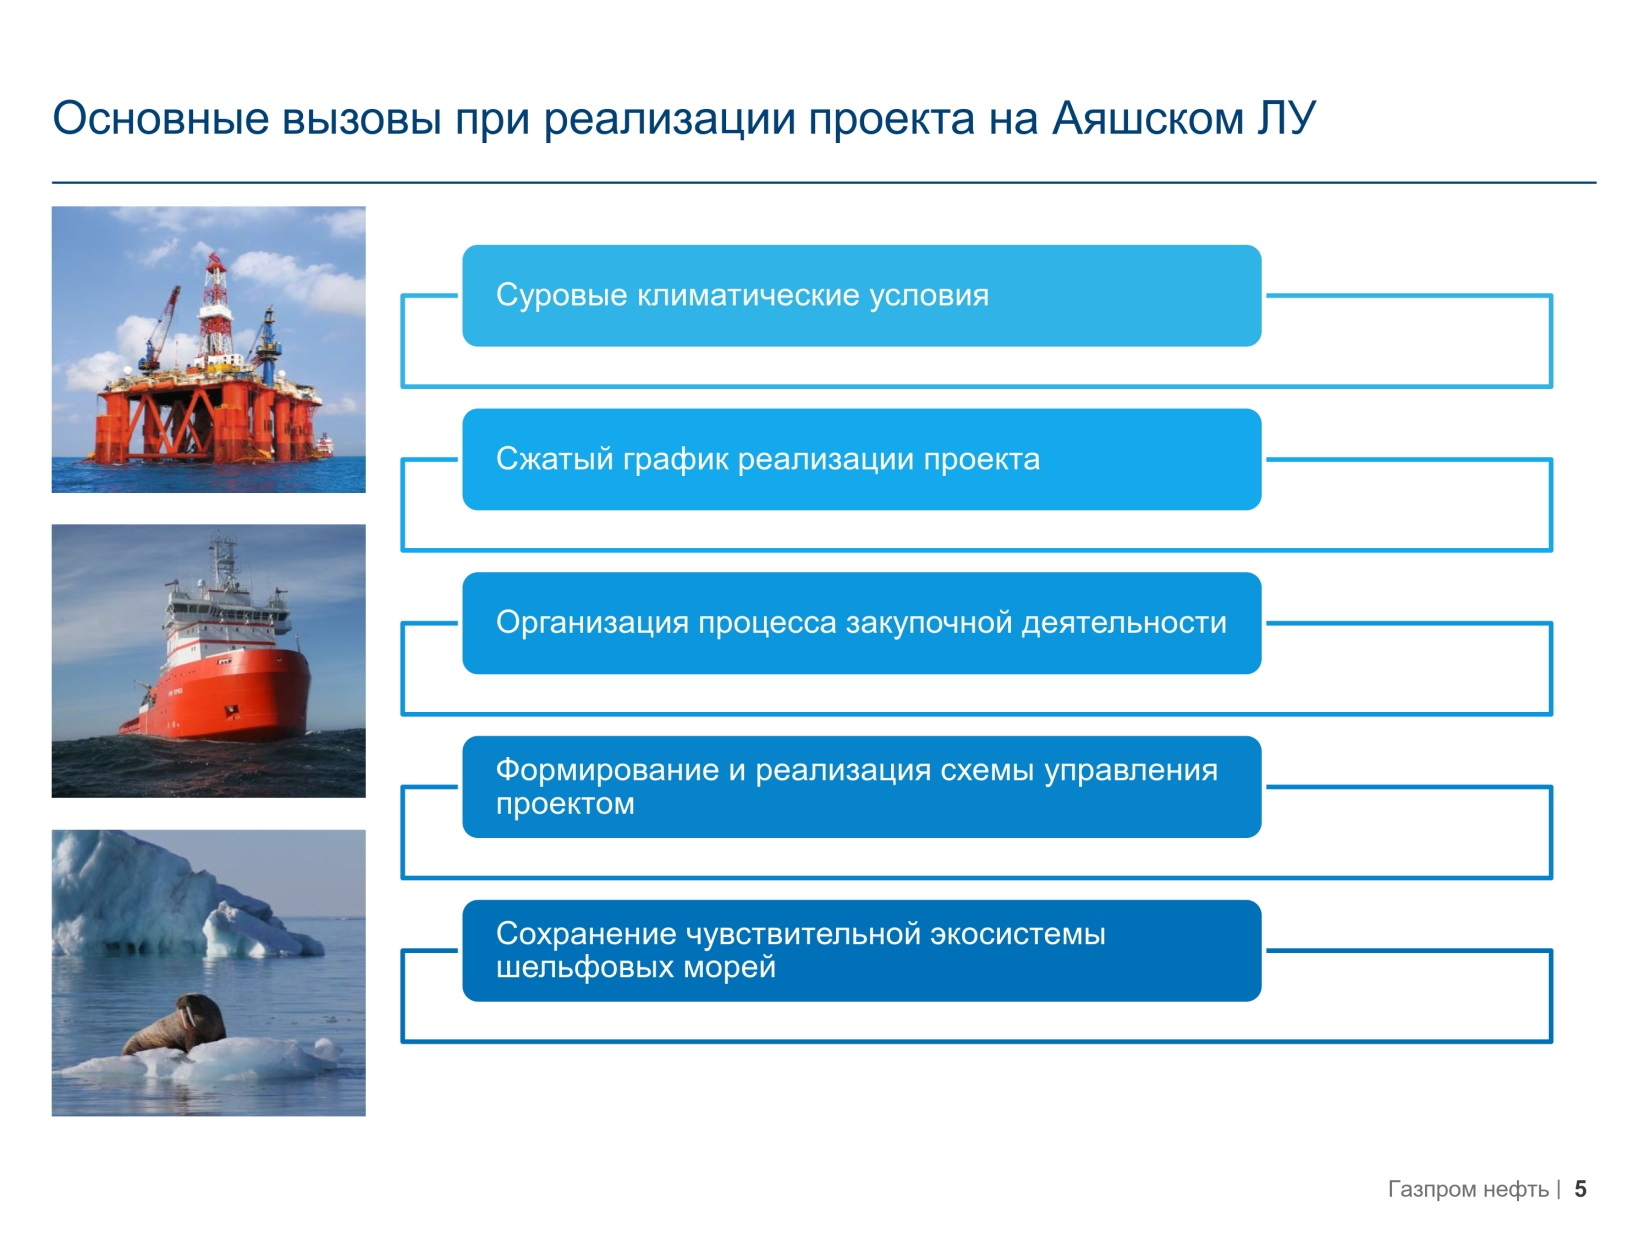 Основные вызовы при реализации проекта на Аяшском ЛУ
Суровые климатические условия
Сжатый график реализации проекта
Организация процесса закупочной деятельности
Формирование и реализация схемы управления
проектом
Сохранение чувствительной экосистемы
шельфовых морей
Газпром нефть | 5